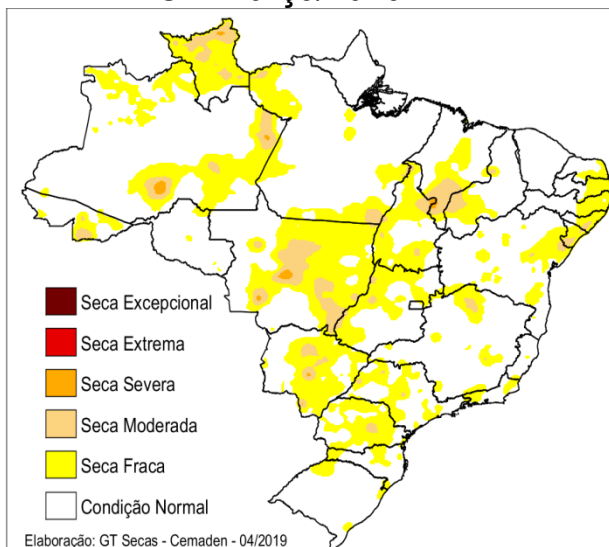 Seca Excepcional
Seca Extrema
Seca Severa
Seca Moderada
Seca Fraca
Condição Normal
Elaboração: GT Secas - Cemaden - 04/2019